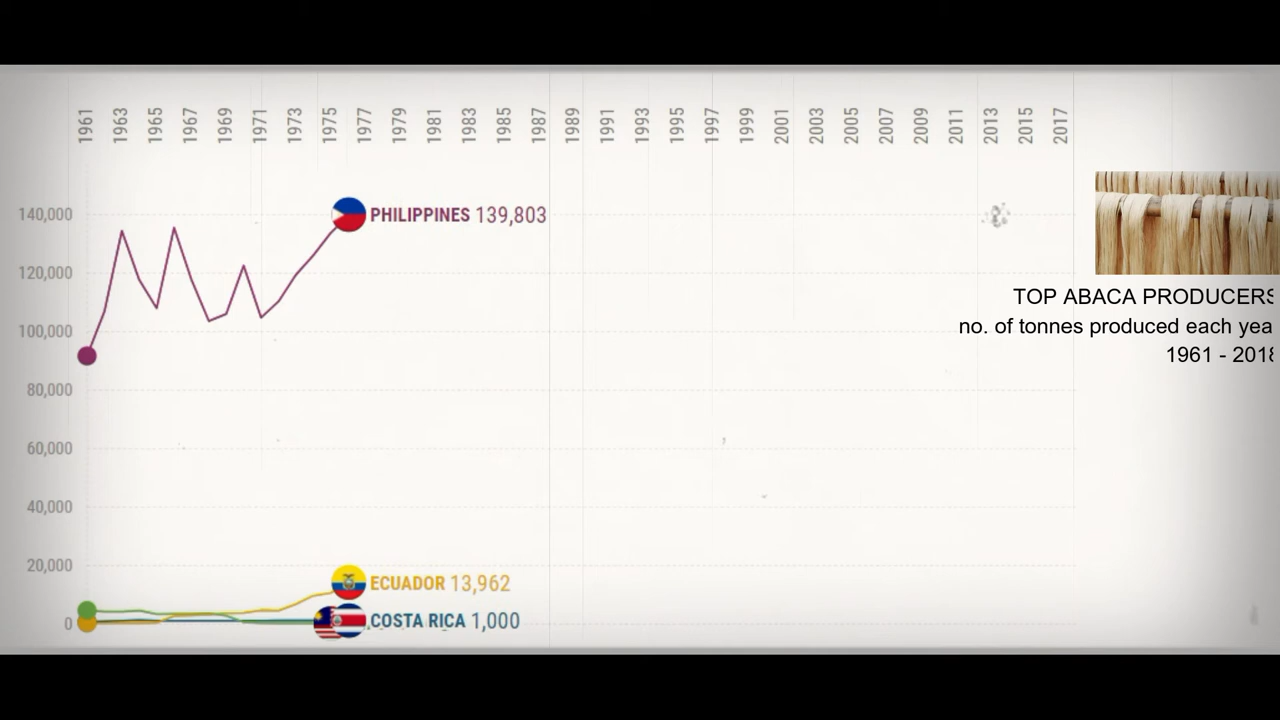 1961 1963 1965 1967 1969 1971 1973 1975 1977 1979 1981 1983 1985 1987 1989 1991 1993 1995 1997 1999 2001 2003 2005 2007 2009 2011 2013 2015 2017
140,000
PHILIPPINES 139,803
120,000
TOP ABACA PRODUCERS
100,000
no. of tonnes produced each yea
1961 - 2018
80,000
60,000
40,000
20,000
ECUADOR 13,962
0
COSTA RICA 1,000